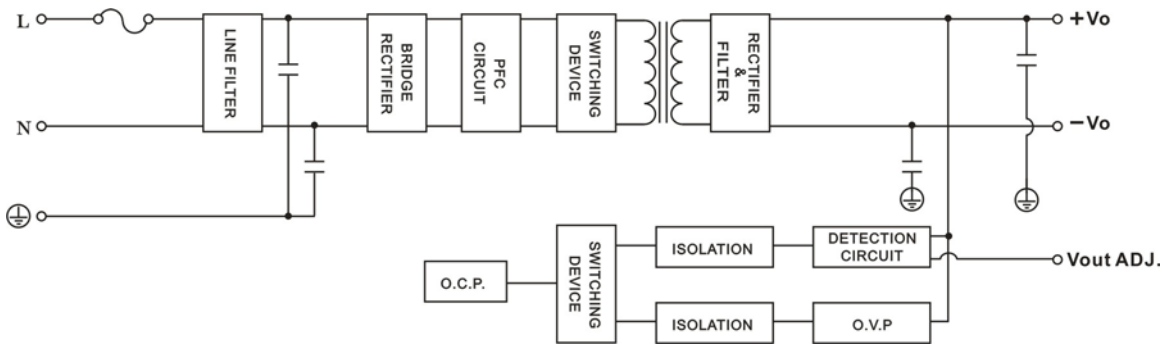 L
N
LINE FILTER
BRIDGE
RECTIFIER
PFC
CIRCUIT
SWITCHING
DEVICE
RECTIFIER
&
FILTER
+Vo
−Vo
O.C.P.
SWITCHING
DEVICE
ISOLATION
DETECTION
CIRCUIT
Vout ADJ.
ISOLATION
O.V.P